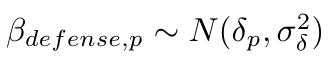 β_{defense,p} ∼ N(δ_p, σ_δ^2)